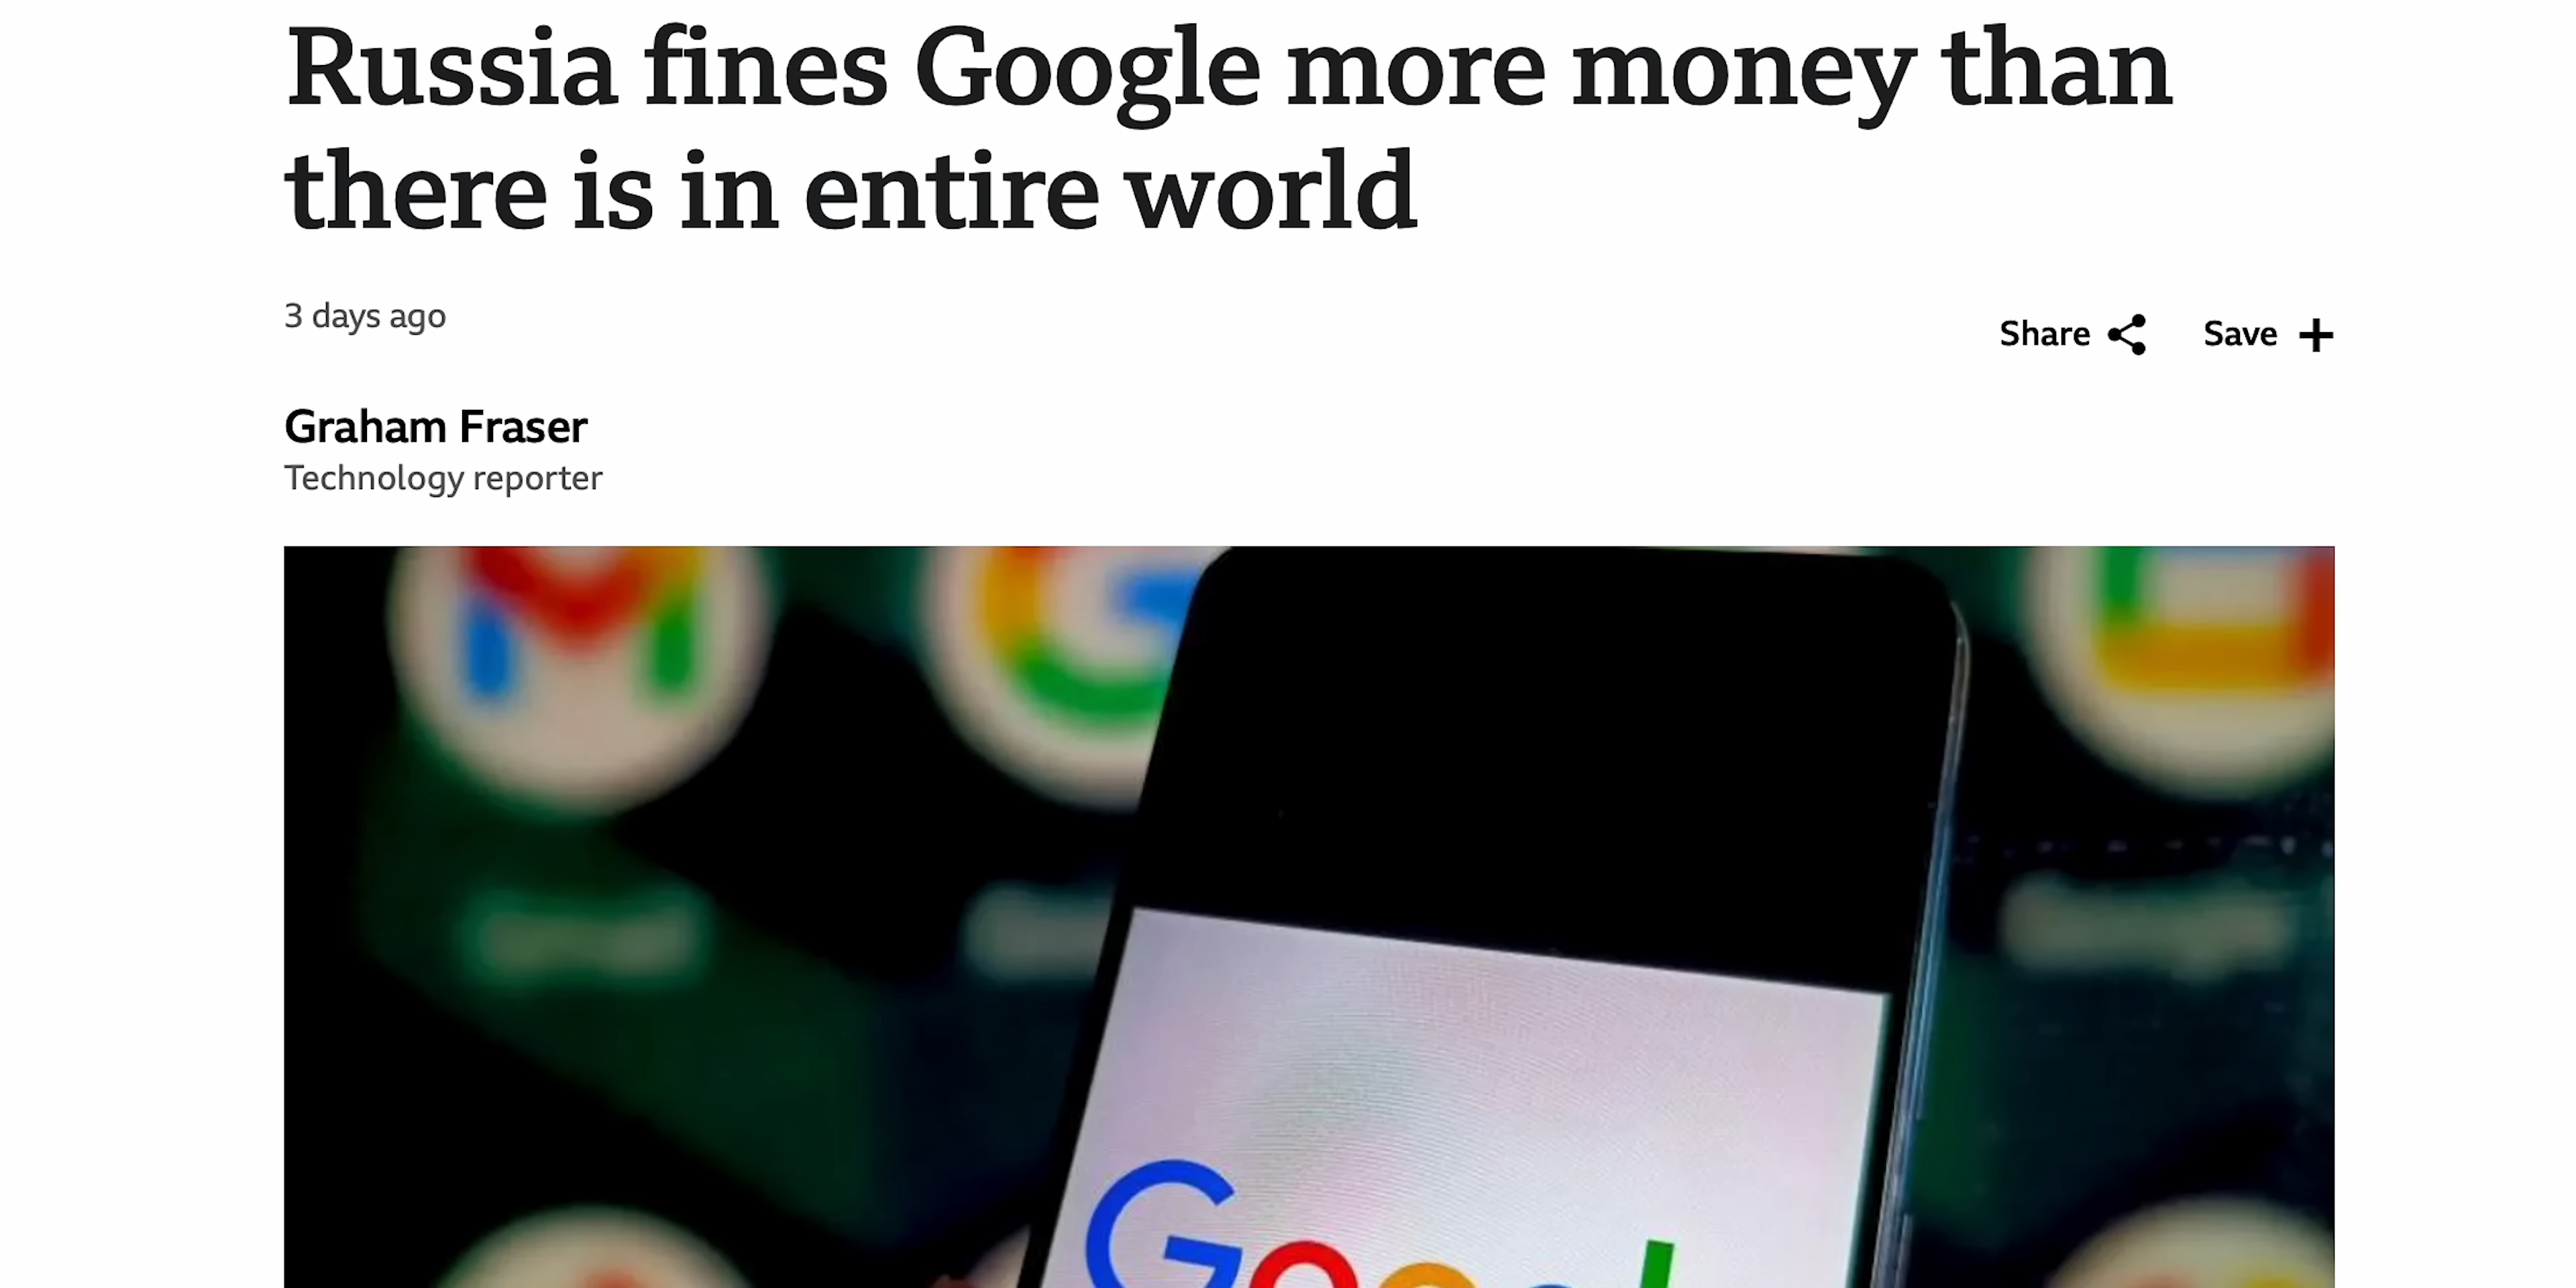 Russia fines Google more money than
there is in entire world
3 days ago
Share
Save
Graham Fraser
Technology reporter